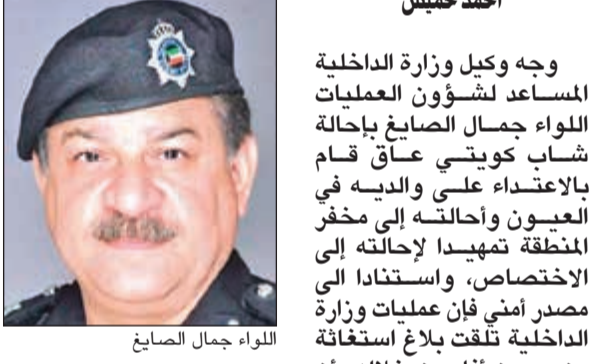 أحمد خميس
وجه وكيل وزارة الداخلية
المساعد لشؤون العمليات
اللواء جمال الصايغ بإحالة
شاب كويتي عاق قام
بالاعتداء على والديه في
العيون وأحالته إلى مخفر
المنطقة تمهيدا لإحالته إلى
الاختصاص، واستنادا الى
مصدر أمني فإن عمليات وزارة
الداخلية تلقت بلاغ استغاثة
اللواء جمال الصايغ